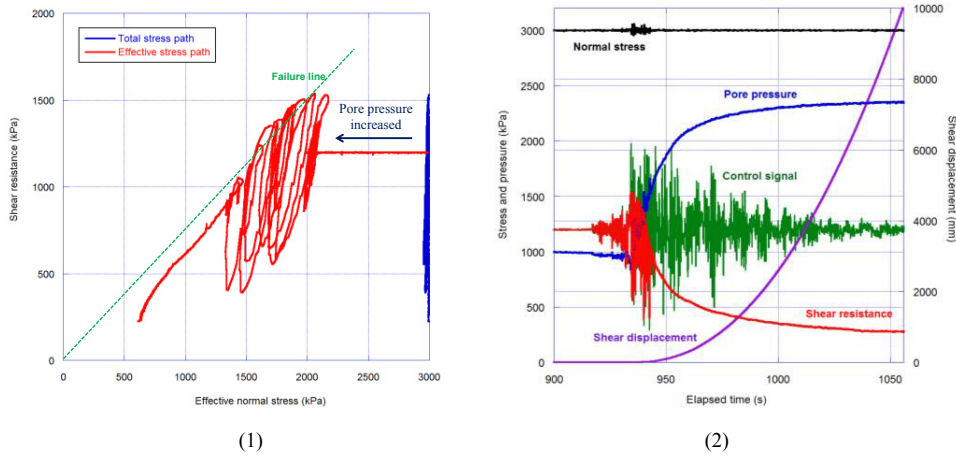 Total stress path
Effective stress path
Failure line
Pore pressure
increased
Shear resistance (kPa)
2000
1500
1000
500
0
0
500
1000
1500
2000
2500
3000
Effective normal stress (kPa)
(1)
Stress and pressure (kPa)
3000
2500
2000
1500
1000
500
0
Normal stress
Pore pressure
Control signal
Shear resistance
Shear displacement
10000
8000
6000
4000
2000
0
Shear displacement (mm)
900
950
1000
1050
Elapsed time (s)
(2)